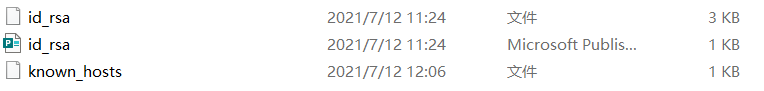 id_rsa 2021/7/12 11:24 文件 3 KB
id_rsa 2021/7/12 11:24 Microsoft Publis... 1 KB
known_hosts 2021/7/12 12:06 文件 1 KB